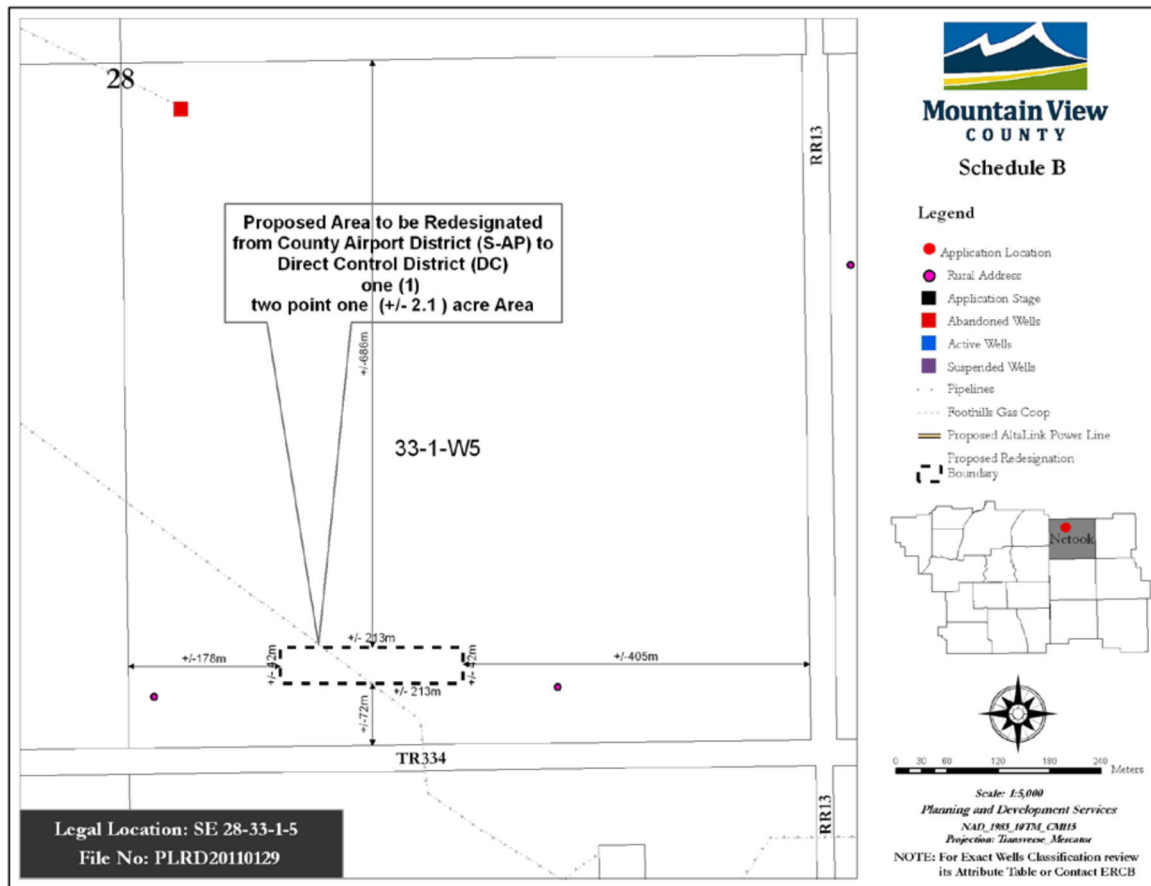 28
RR13
Proposed Area to be Redesignated
from County Airport District (S-AP) to
Direct Control District (DC)
one (1)
two point one (+/- 2.1 ) acre Area
+/-686m
33-1-W5
+/- 213m
+/-178m
+/- 42m
+/- 42m
+/-405m
+/- 213m
+/-72m
TR334
RR13
Legal Location: SE 28-33-1-5
File No: PLRD20110129
Mountain View
COUNTY
Schedule B
Legend
Application Location
Rural Address
Application Stage
Abandoned Wells
Active Wells
Suspended Wells
Pipelines
Foothills Gas Coop
Proposed AltaLink Power Line
Proposed Redesignation
Boundary
Netook
0 30 60 120 180 240
Meters
Scale: 1:5,000
Planning and Development Services
NAD_1983_10TM_CM115
Projection: Transverse_Mercator
NOTE: For Exact Wells Classification review
its Attribute Table or Contact ERCB